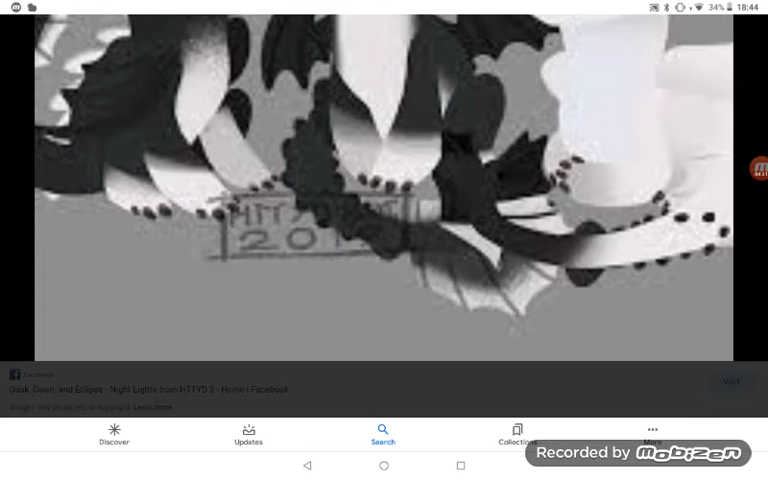 34% 18:44
Facebook
Dusk, Dawn, and Eclipse - Night Lights from HTTYD 3 - Home | Facebook
Visit
Images may be subject to copyright. Learn more
Discover Updates Search Collections More
Recorded by mobizen